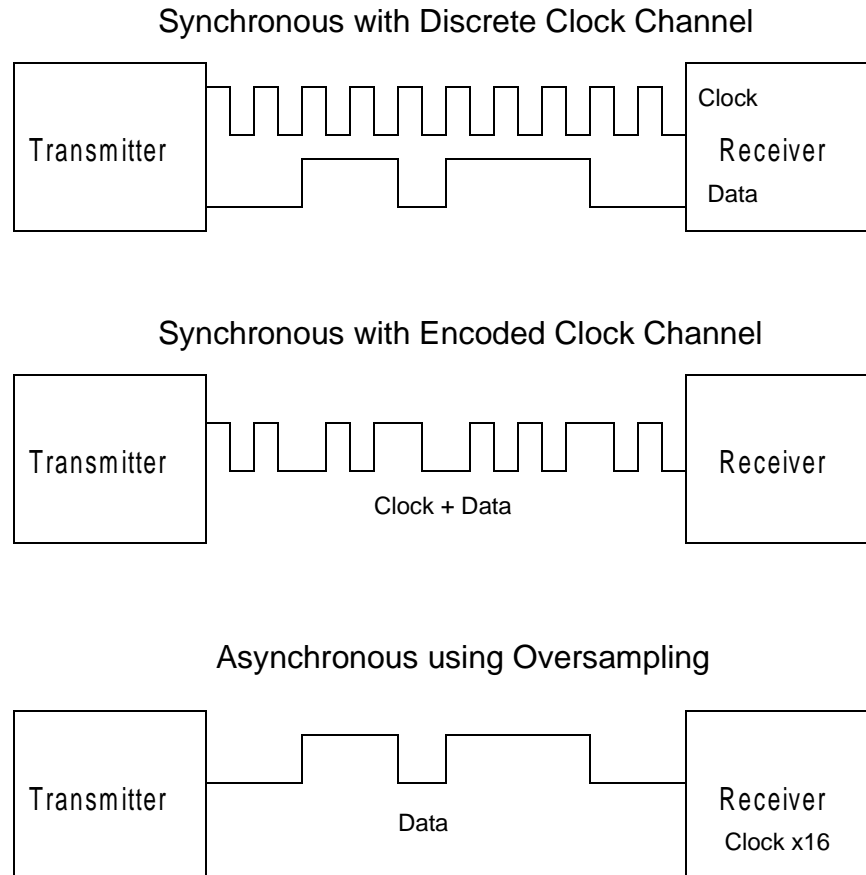 Synchronous with Discrete Clock Channel
Clock
Transmitter
Receiver
Data
Synchronous with Encoded Clock Channel
Transmitter
Receiver
Clock + Data
Asynchronous using Oversampling
Transmitter
Receiver
Data
Clock x16